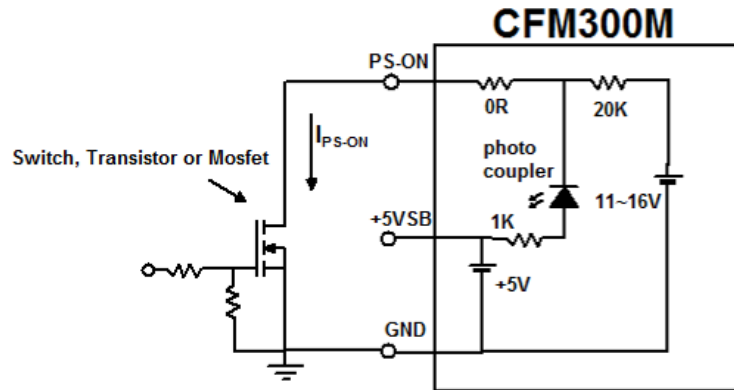 CFM300M
PS-ON
0R
20K
I PS-ON
photo
coupler
Switch, Transistor or Mosfet
11~16V
+5VSB
1K
+5V
GND